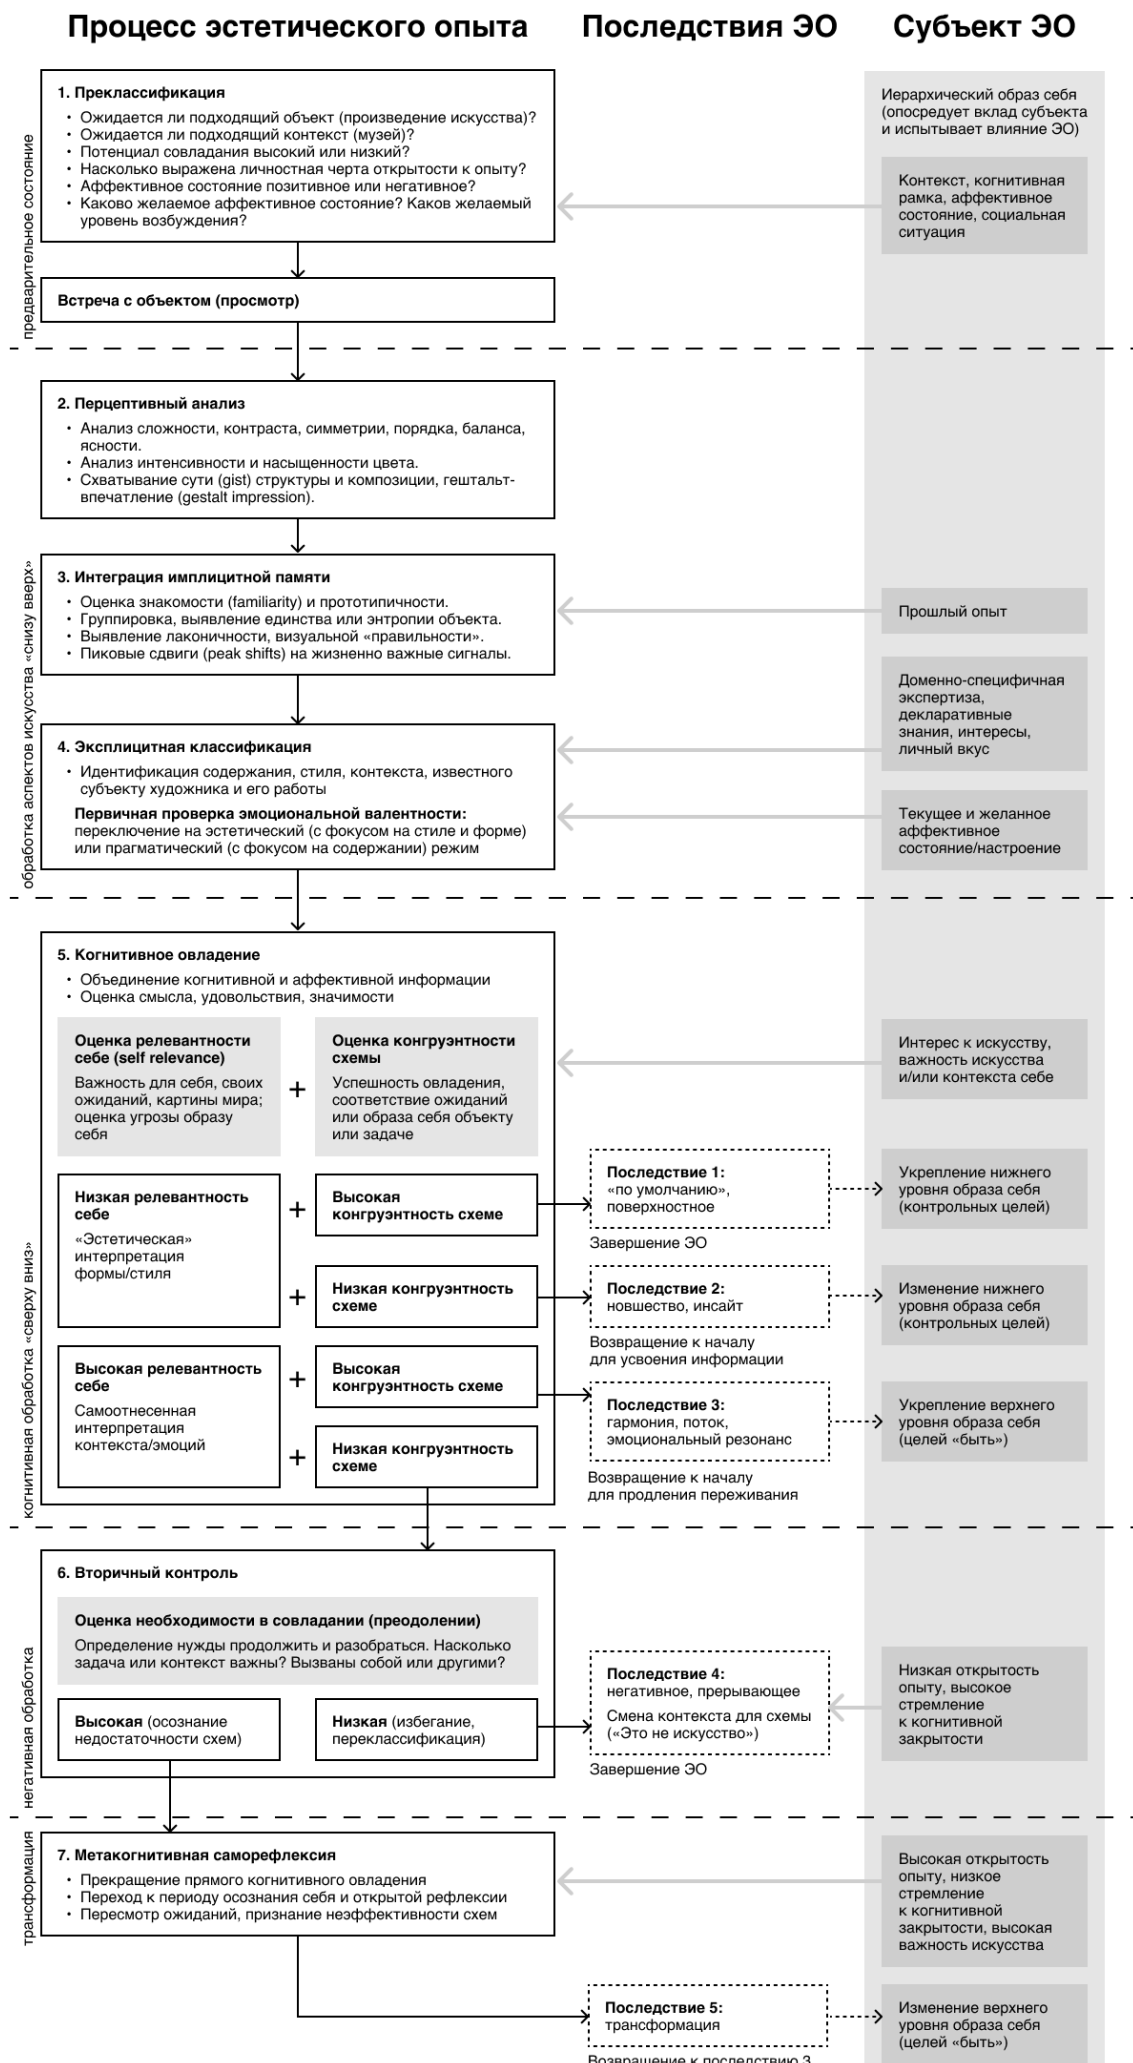 Процесс эстетического опыта
Последствия ЭО
Субъект ЭО
предварительное состояние
1. Преклассификация
• Ожидается ли подходящий объект (произведение искусства)?
• Ожидается ли подходящий контекст (музей)?
• Потенциал совладания высокий или низкий?
• Насколько выражена личностная черта открытости к опыту?
• Аффективное состояние позитивное или негативное?
• Каково желаемое аффективное состояние? Каков желаемый
уровень возбуждения?
Иерархический образ себя
(опосредует вклад субъекта
и испытывает влияние ЭО)
Контекст, когнитивная
рамка, аффективное
состояние, социальная
ситуация
Встреча с объектом (просмотр)
обработка аспектов искусства «снизу вверх»
2. Перцептивный анализ
• Анализ сложности, контраста, симметрии, порядка, баланса,
ясности.
• Анализ интенсивности и насыщенности цвета.
• Схватывание сути (gist) структуры и композиции, гештальт-
впечатление (gestalt impression).
3. Интеграция имплицитной памяти
• Оценка знакомости (familiarity) и прототипичности.
• Группировка, выявление единства или энтропии объекта.
• Выявление лаконичности, визуальной «правильности».
• Пиковые сдвиги (peak shifts) на жизненно важные сигналы.
Прошлый опыт
Доменно-специфичная
экспертиза,
декларативные
знания, интересы,
личный вкус
4. Эксплицитная классификация
• Идентификация содержания, стиля, контекста, известного
субъекту художника и его работы
Первичная проверка эмоциональной валентности:
переключение на эстетический (с фокусом на стиле и форме)
или прагматический (с фокусом на содержании) режим
Текущее и желанное
аффективное
состояние/настроение
когнитивная обработка «сверху вниз»
5. Когнитивное овладение
• Объединение когнитивной и аффективной информации
• Оценка смысла, удовольствия, значимости
Оценка релевантности
себе (self relevance)
Важность для себя, своих
ожиданий, картины мира;
оценка угрозы образу
себя
+
Оценка конгруэнтности
схемы
Успешность овладения,
соответствие ожиданий
или образа себя объекту
или задаче
Интерес к искусству,
важность искусства
и/или контекста себе
Низкая релевантность
себе
«Эстетическая»
интерпретация
формы/стиля
+
Высокая
конгруэнтность схеме
Последствие 1:
«по умолчанию»,
поверхностное
Завершение ЭО
Укрепление нижнего
уровня образа себя
(контрольных целей)
+
Низкая конгруэнтность
схеме
Последствие 2:
новшество, инсайт
Возвращение к началу
для усвоения информации
Изменение нижнего
уровня образа себя
(контрольных целей)
Высокая релевантность
себе
Самоотнесенная
интерпретация
контекста/эмоций
+
Высокая
конгруэнтность схеме
Последствие 3:
гармония, поток,
эмоциональный резонанс
Возвращение к началу
для продления переживания
Укрепление верхнего
уровня образа себя
(целей «быть»)
+
Низкая конгруэнтность
схеме
негативная обработка
6. Вторичный контроль
Оценка необходимости в совладании (преодолении)
Определение нужды продолжить и разобраться. Насколько
задача или контекст важны? Вызваны собой или другими?
Высокая (осознание
недостаточности схем)
Низкая (избегание,
переклассификация)
Последствие 4:
негативное, прерывающее
Смена контекста для схемы
(«Это не искусство»)
Завершение ЭО
Низкая открытость
опыту, высокое
стремление
к когнитивной
закрытости
трансформация
7. Метакогнитивная саморефлексия
• Прекращение прямого когнитивного овладения
• Переход к периоду осознания себя и открытой рефлексии
• Пересмотр ожиданий, признание неэффективности схем
Высокая открытость
опыту, низкое
стремление
к когнитивной
закрытости, высокая
важность искусства
Последствие 5:
трансформация
Возвращение к последствию 3
Изменение верхнего
уровня образа себя
(целей «быть»)